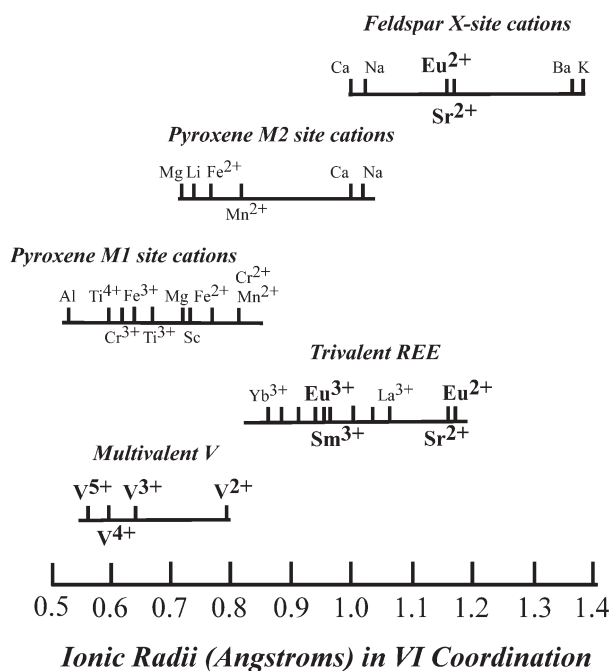 Feldspar X-site cations
Ca Na Eu2+ Ba K
Sr2+
Pyroxene M2 site cations
Mg Li Fe2+ Ca Na
Mn2+
Pyroxene M1 site cations
Cr2+
Al Ti4+ Fe3+ Mg Fe2+ Mn2+
Cr3+ Ti3+ Sc
Trivalent REE
Yb3+ Eu3+ La3+ Eu2+
Sm3+ Sr2+
Multivalent V
V5+ V3+ V2+
V4+
0.5 0.6 0.7 0.8 0.9 1.0 1.1 1.2 1.3 1.4
Ionic Radii (Angstroms) in VI Coordination